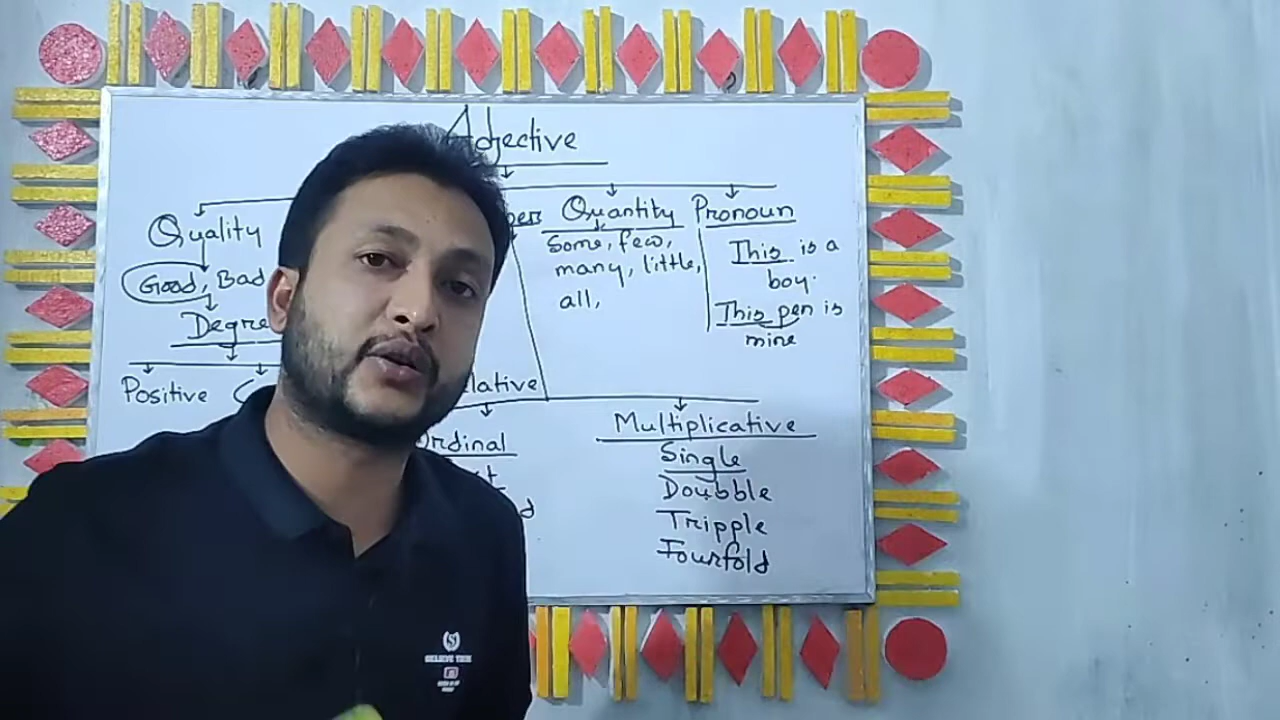 Adjective
Quality
Quantity Pronoun
Good, Bad
Some, few,
many, little,
all,
This is a
boy.
This pen is
mine
Degre
Positive
Ordinal
Multiplicative
Single
Doubble
Tripple
Fourfold